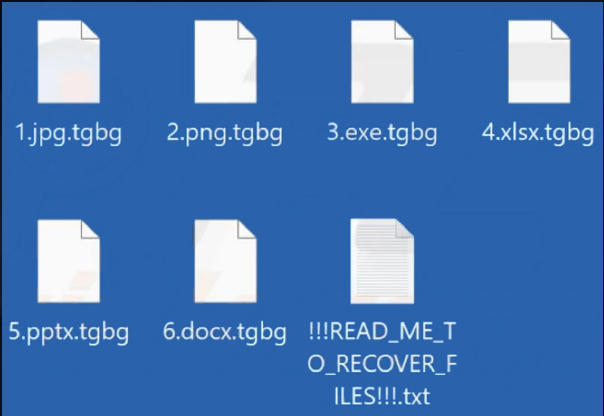 1.jpg.tgbg
2.png.tgbg
3.exe.tgbg
4.xlsx.tgbg
5.pptx.tgbg
6.docx.tgbg
!!!READ_ME_T
O_RECOVER_F
ILES!!!.txt